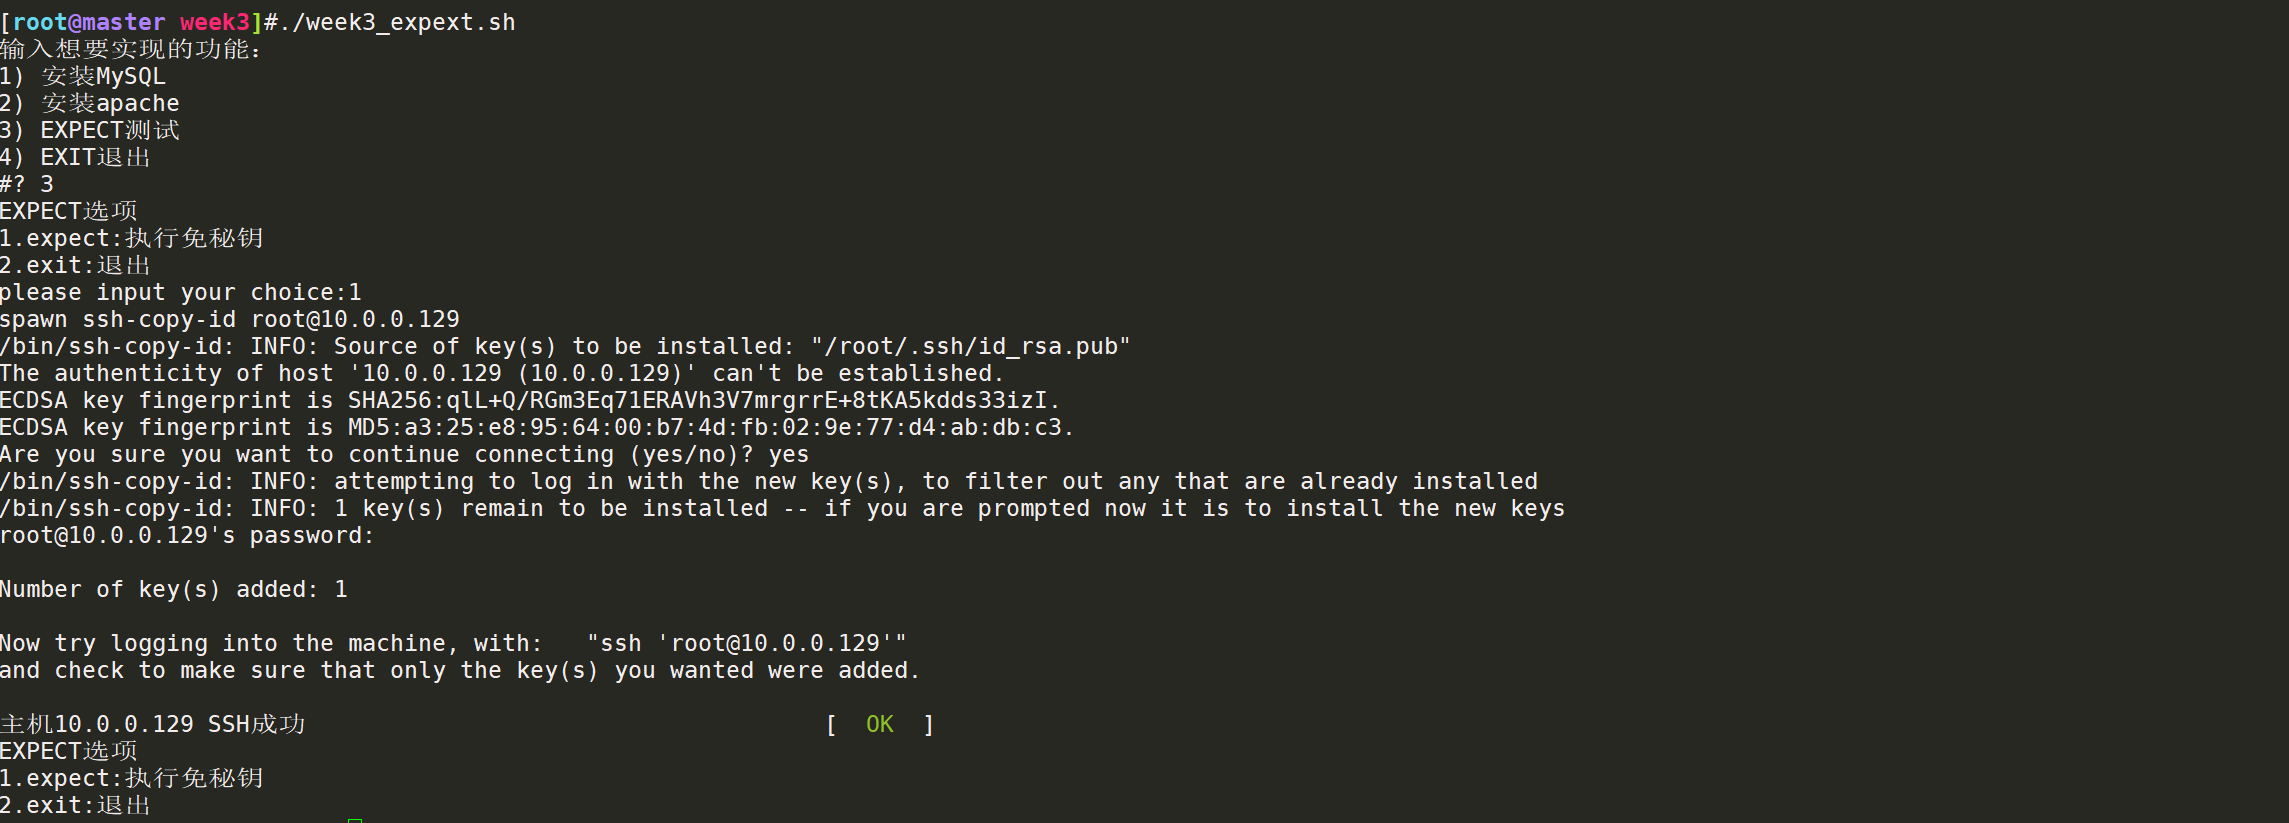 [root@master week3]#./week3_expext.sh
输入想要实现的功能：
1) 安装MySQL
2) 安装apache
3) EXPECT测试
4) EXIT退出
#? 3
EXPECT选项
1.expect:执行免秘钥
2.exit:退出
please input your choice:1
spawn ssh-copy-id root@10.0.0.129
/bin/ssh-copy-id: INFO: Source of key(s) to be installed: "/root/.ssh/id_rsa.pub"
The authenticity of host '10.0.0.129 (10.0.0.129)' can't be established.
ECDSA key fingerprint is SHA256:qlL+Q/RGm3Eq71ERAVh3V7mrgrrE+8tKA5kdds33izI.
ECDSA key fingerprint is MD5:a3:25:e8:95:64:00:b7:4d:fb:02:9e:77:d4:ab:db:c3.
Are you sure you want to continue connecting (yes/no)? yes
/bin/ssh-copy-id: INFO: attempting to log in with the new key(s), to filter out any that are already installed
/bin/ssh-copy-id: INFO: 1 key(s) remain to be installed -- if you are prompted now it is to install the new keys
root@10.0.0.129's password:
Number of key(s) added: 1
Now try logging into the machine, with:   "ssh 'root@10.0.0.129'"
and check to make sure that only the key(s) you wanted were added.
主机10.0.0.129 SSH成功 [  OK  ]
EXPECT选项
1.expect:执行免秘钥
2.exit:退出